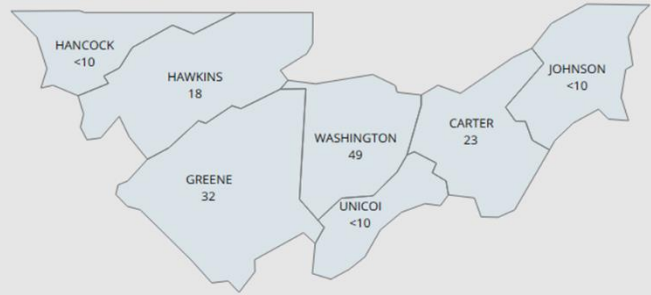 HANCOCK
<10
HAWKINS
18
JOHNSON
<10
CARTER
23
WASHINGTON
49
GREENE
32
UNICOI
<10